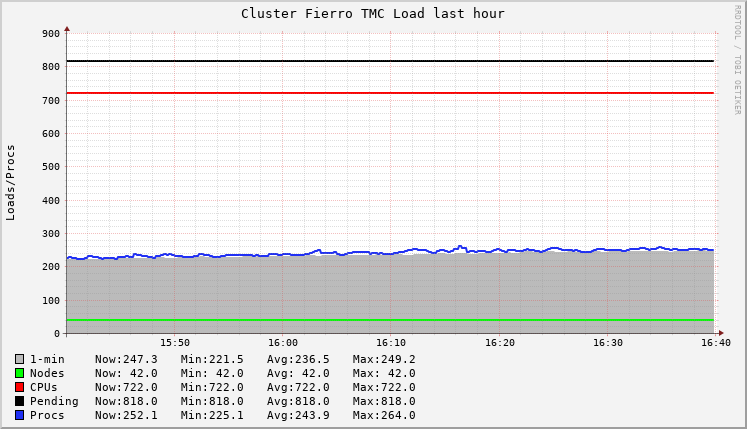 Cluster Fierro TMC Load last hour
RRDTOOL / TOBI OETIKER
Loads/Procs
900
800
700
600
500
400
300
200
100
0
15:50 16:00 16:10 16:20 16:30 16:40
1-min Now:247.3 Min:221.5 Avg:236.5 Max:249.2
Nodes Now: 42.0 Min: 42.0 Avg: 42.0 Max: 42.0
CPUs Now:722.0 Min:722.0 Avg:722.0 Max:722.0
Pending Now:818.0 Min:818.0 Avg:818.0 Max:818.0
Procs Now:252.1 Min:225.1 Avg:243.9 Max:264.0